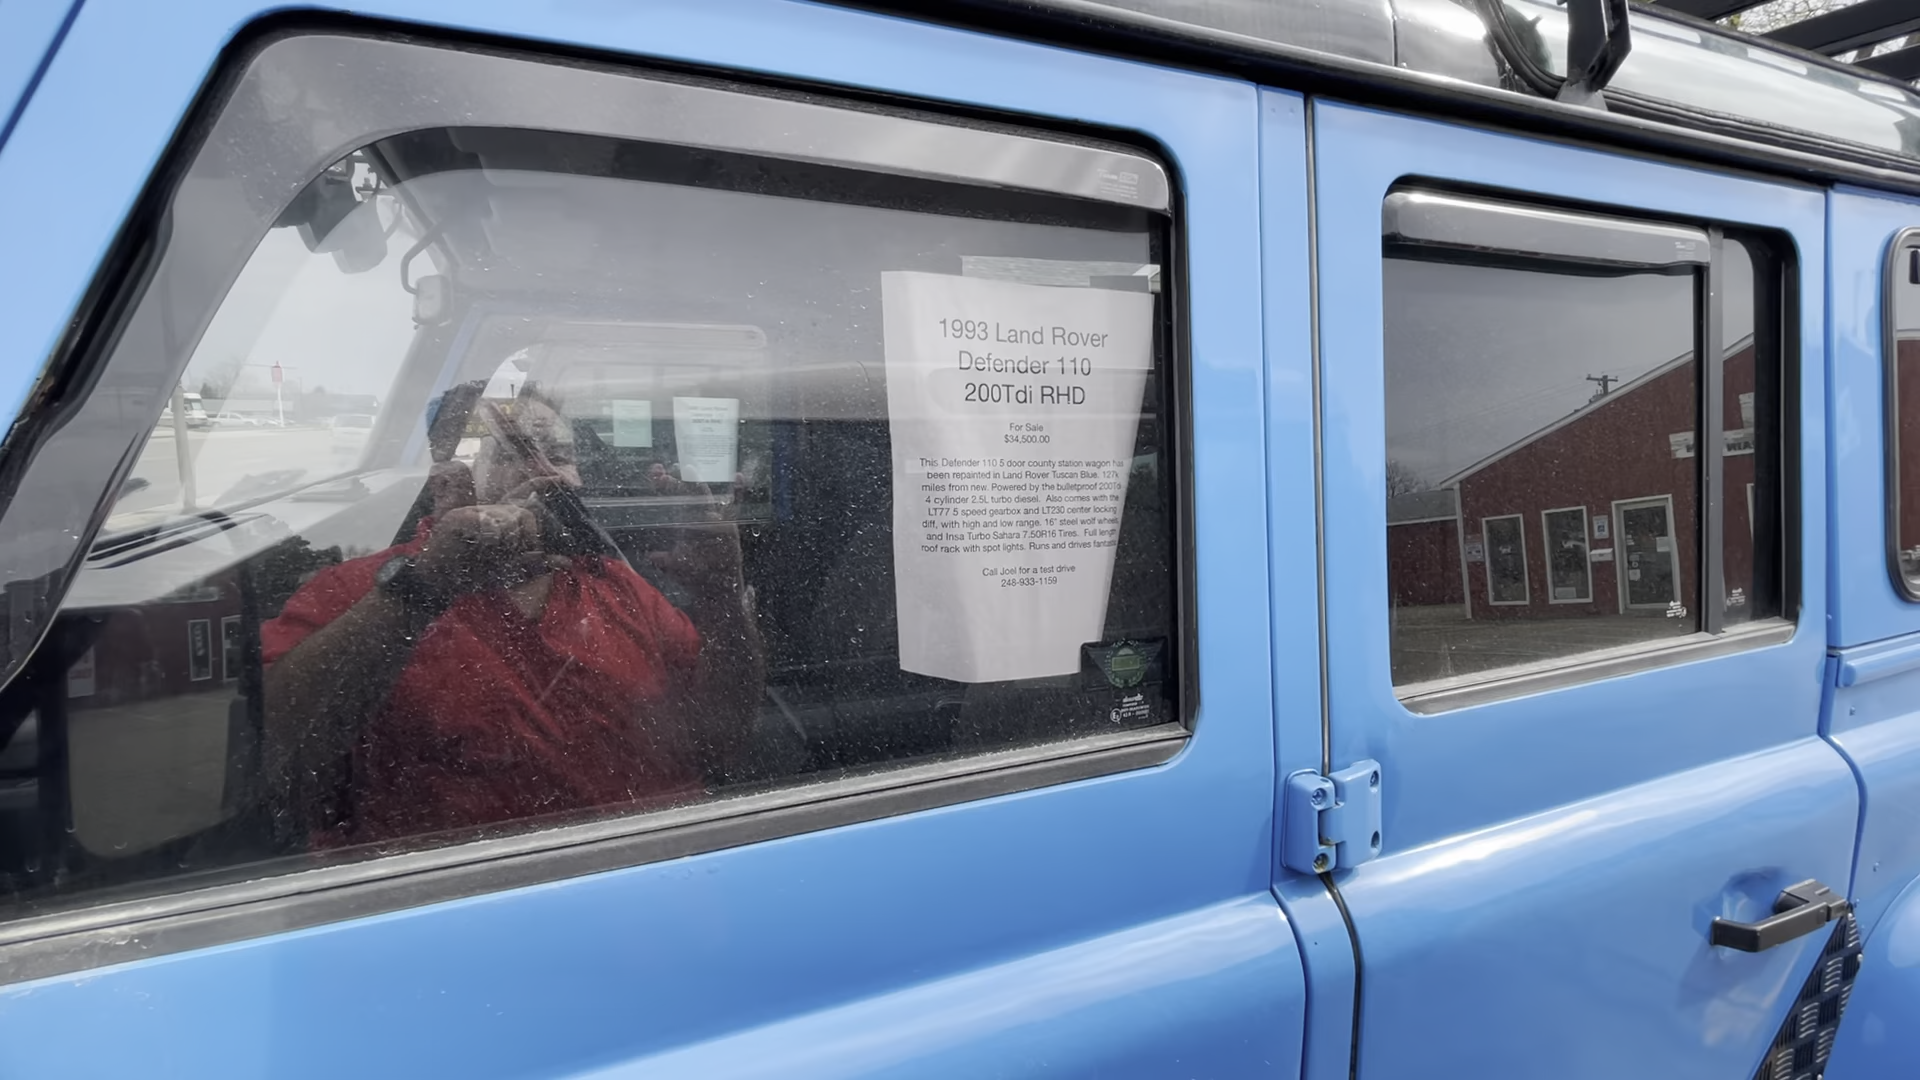 1993 Land Rover
Defender 110
200Tdi RHD
For Sale
$34,500.00
This Defender 110 5 door county station wagon has
been repainted in Land Rover Tuscan Blue. 127k
miles from new. Powered by the bulletproof 200Tdi
4 cylinder 2.5L turbo diesel. Also comes with the
LT77 5 speed gearbox and LT230 center locking
diff, with high and low range. 16" steel wolf wheels
and Insa Turbo Sahara 7.50R16 Tires. Full length
roof rack with spot lights. Runs and drives
Call Joel for a test drive
248-933-1159